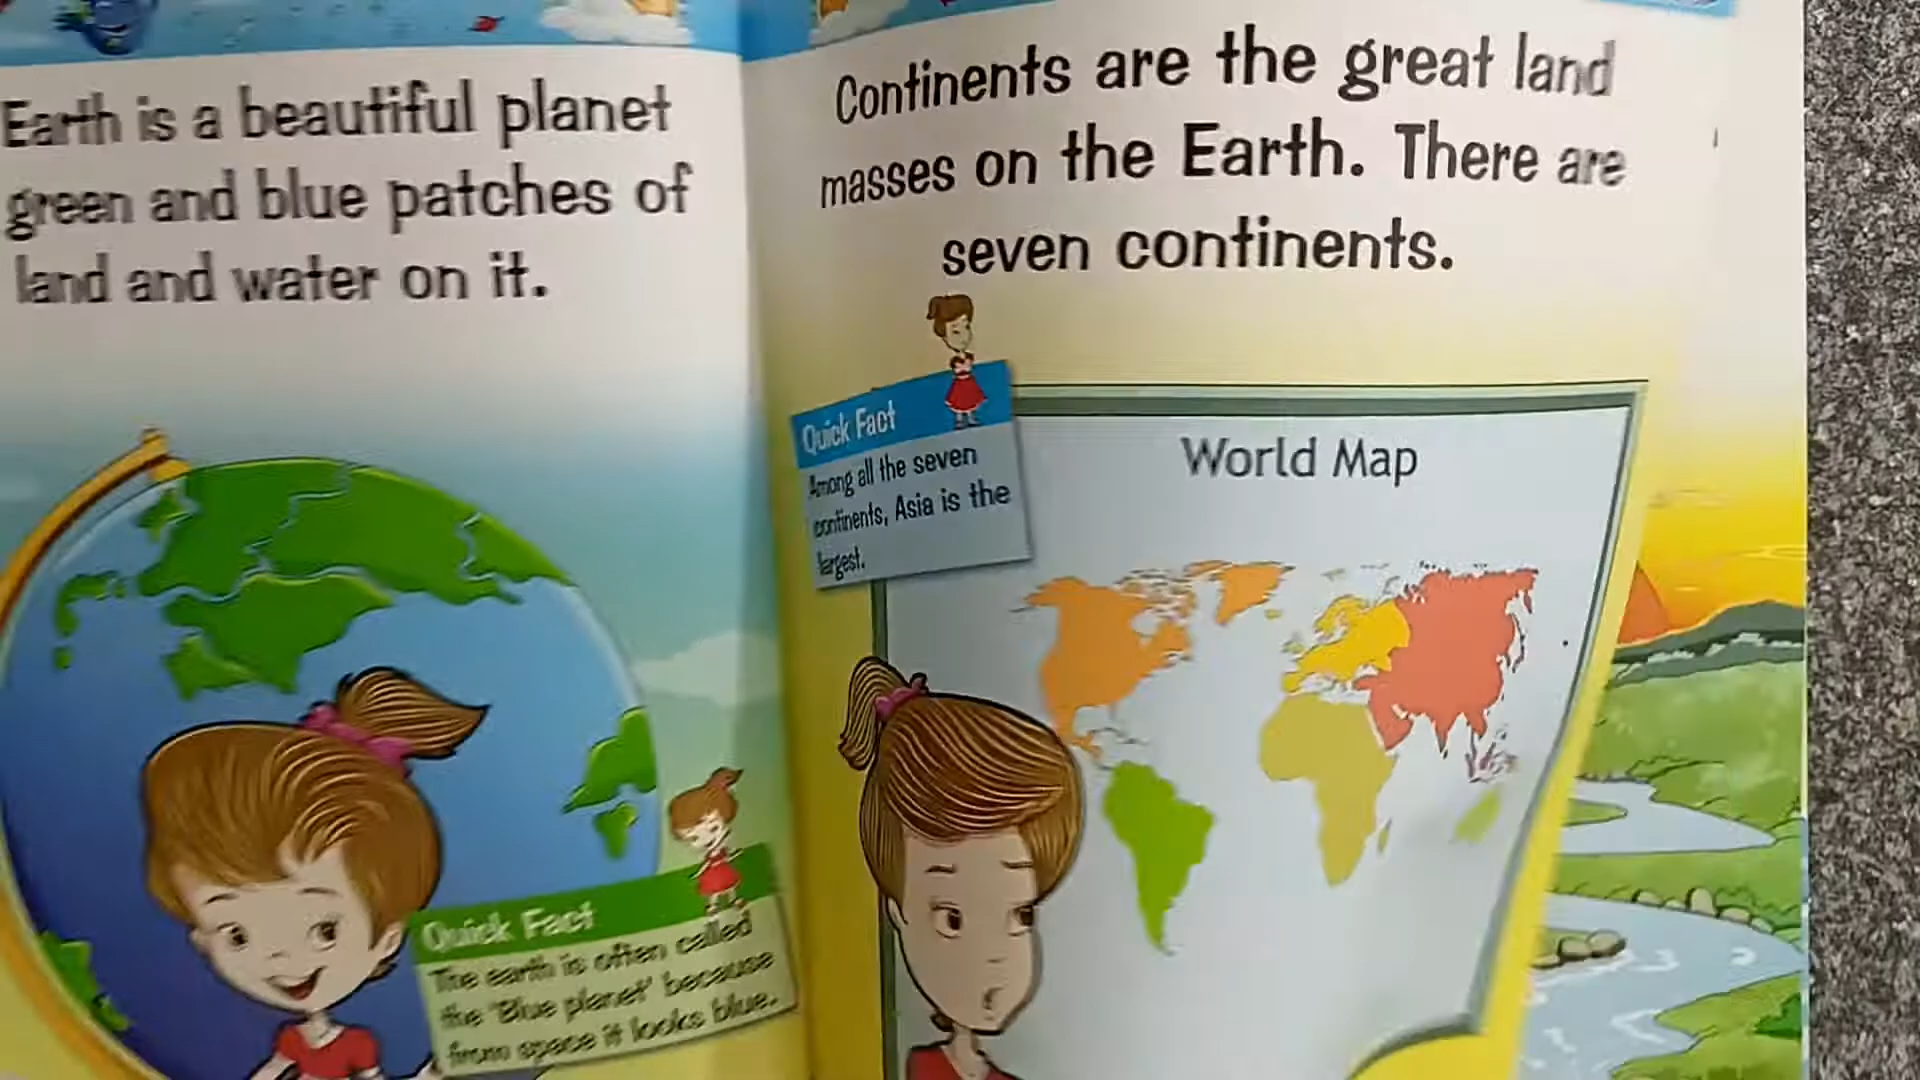 Earth is a beautiful planet
green and blue patches of
land and water on it.
Quick Fact
The earth is often called
the 'Blue planet' because
from space it looks blue.
Continents are the great land
masses on the Earth. There are
seven continents.
Quick Fact
Among all the seven
continents, Asia is the
largest.
World Map